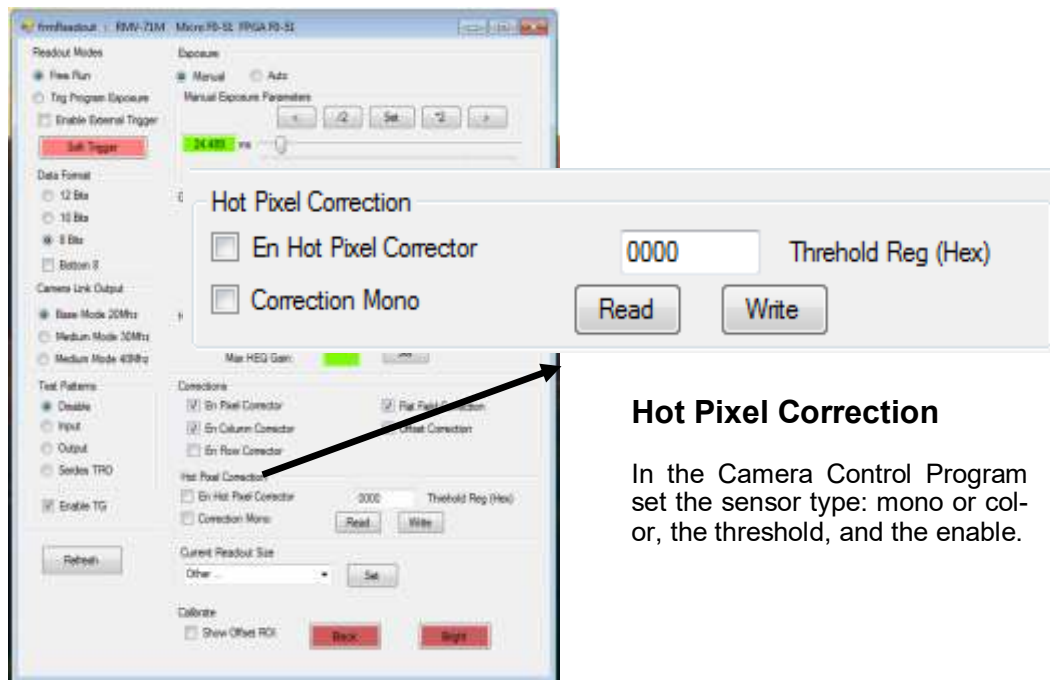 frmReadout : RMV-71M Micro F0-51 FPGA F0-51
Readout Modes
Free Run
Trig Program Exposure
Enable External Trigger
Soft Trigger
Data Format
12 Bits
10 Bits
8 Bits
Bottom 8
Camera Link Output
Base Mode 20Mhz
Medium Mode 30Mhz
Medium Mode 40Mhz
Test Patterns
Disable
Input
Output
Serdes TRO
Enable TG
Refresh
Exposure
Manual Auto
Manual Exposure Parameters
< /2 Set *2 >
ms
Max HEQ Gain:
Corrections
En Pixel Corrector Flat Field Correction
En Column Corrector Offset Correction
En Row Corrector
Hot Pixel Correction
En Hot Pixel Corrector 0000 Threhold Reg (Hex)
Correction Mono Read Write
Current Readout Size
Other ... Set
Calibrate
Show Offset ROI Black Bright
Hot Pixel Correction
En Hot Pixel Corrector 0000 Threhold Reg (Hex)
Correction Mono Read Write
Hot Pixel Correction
In the Camera Control Program
set the sensor type: mono or col-
or, the threshold, and the enable.